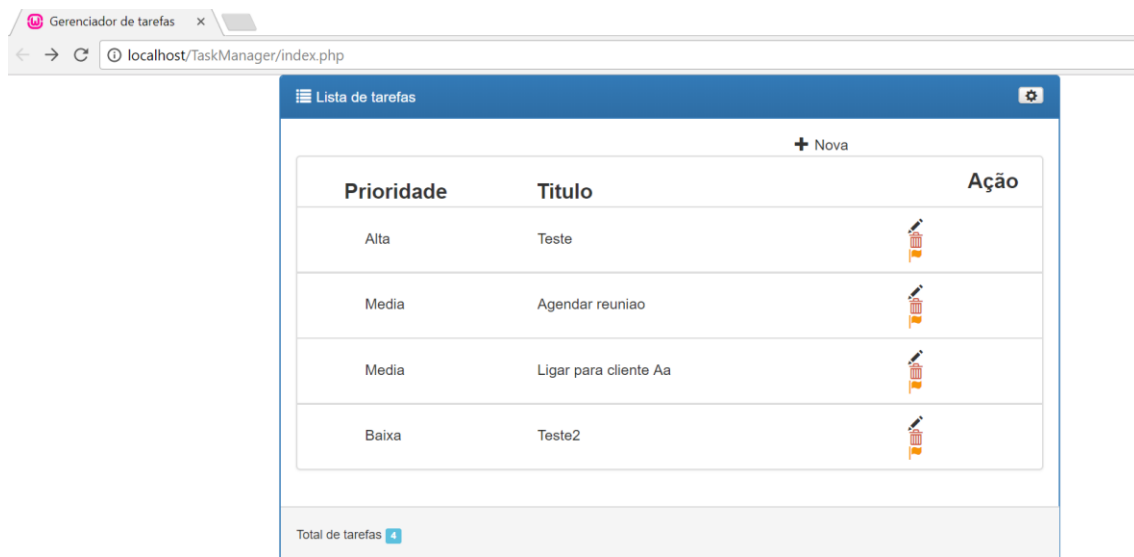 Gerenciador de tarefas
localhost/TaskManager/index.php
Lista de tarefas
Nova
Prioridade Titulo Ação
Alta Teste
Media Agendar reuniao
Media Ligar para cliente Aa
Baixa Teste2
Total de tarefas 4